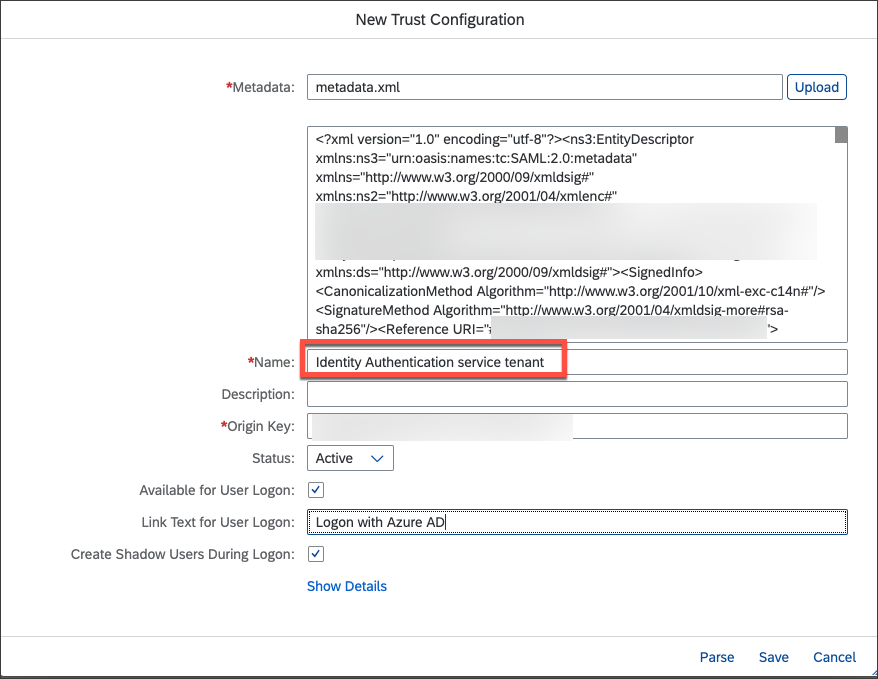 New Trust Configuration
*Metadata: metadata.xml Upload
<?xml version="1.0" encoding="utf-8"?><ns3:EntityDescriptor
xmlns:ns3="urn:oasis:names:tc:SAML:2.0:metadata"
xmlns="http://www.w3.org/2000/09/xmldsig#"
xmlns:ns2="http://www.w3.org/2001/04/xmlenc#"
xmlns:ds="http://www.w3.org/2000/09/xmldsig#"><SignedInfo>
<CanonicalizationMethod Algorithm="http://www.w3.org/2001/10/xml-exc-c14n#"/>
<SignatureMethod Algorithm="http://www.w3.org/2001/04/xmldsig-more#rsa-
sha256"/><Reference URI="# ">
*Name: Identity Authentication service tenant
Description:
*Origin Key:
Status: Active
Available for User Logon:
Link Text for User Logon: Logon with Azure AD
Create Shadow Users During Logon:
Show Details
Parse Save Cancel